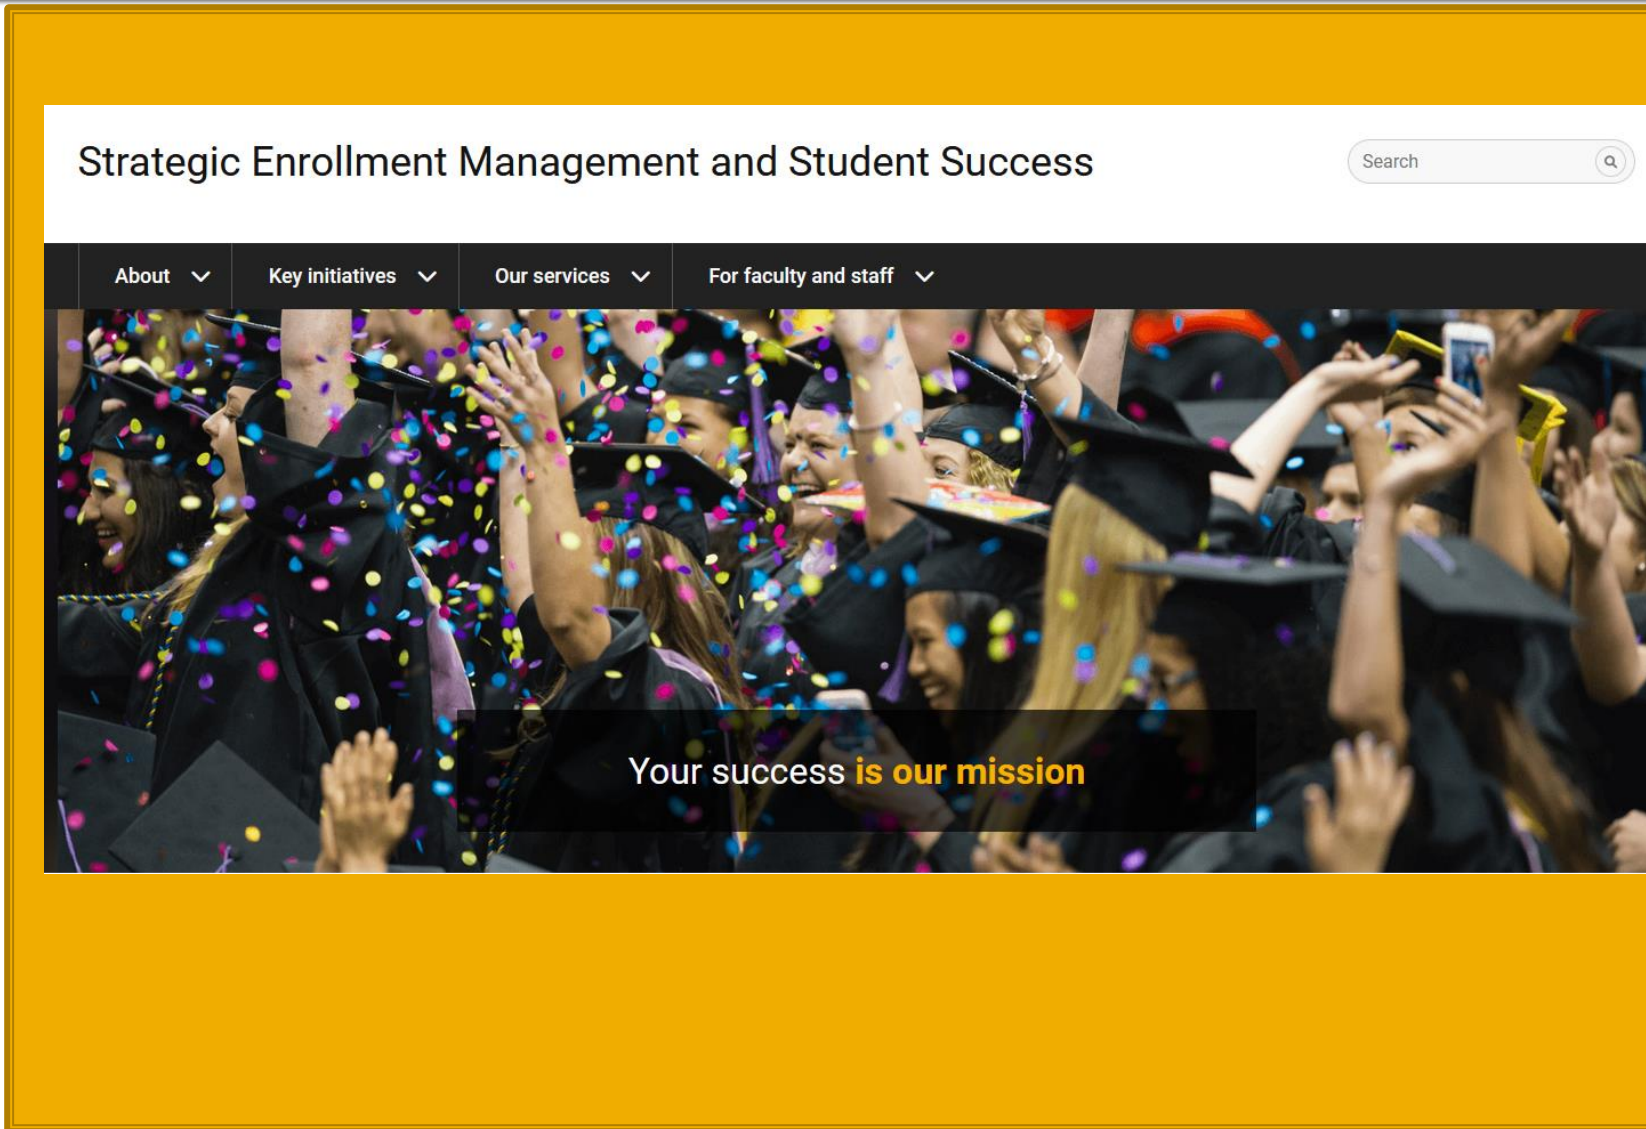 Strategic Enrollment Management and Student Success
Search
About
Key initiatives
Our services
For faculty and staff
Your success is our mission